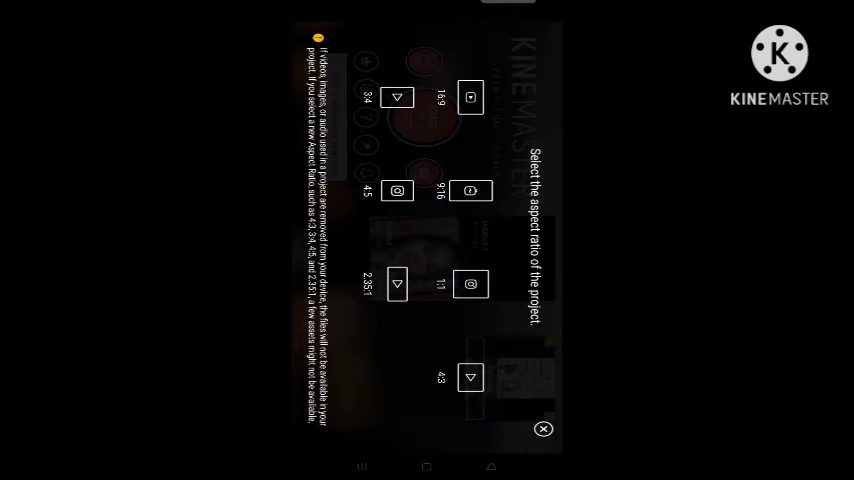 Select the aspect ratio of the project.
16:9
9:16
1:1
4:3
3:4
4:5
2.35:1
If videos, images, or audio used in a project are removed from your device, the files will not be available in your
project. If you select a new Aspect Ratio, such as 4:3, 3:4, 4:5, and 2.35:1, a few assets might not be available.
KINEMASTER
K
KINEMASTER